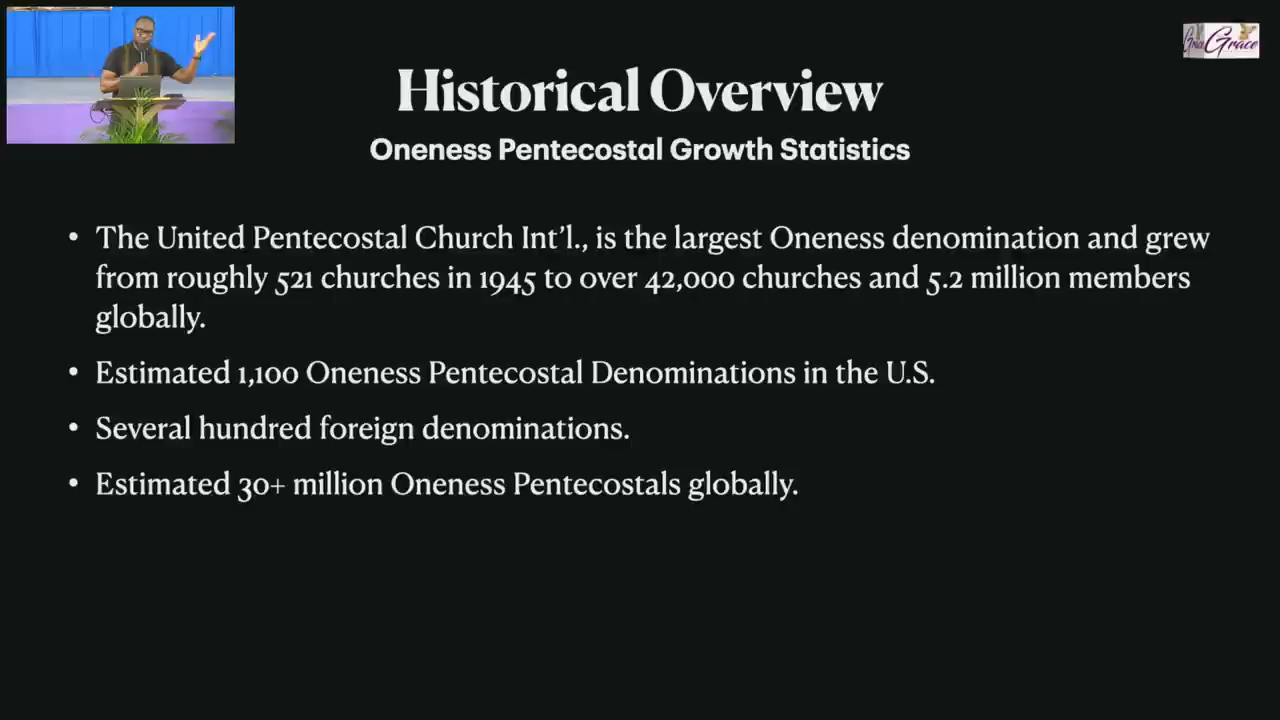 Historical Overview
Oneness Pentecostal Growth Statistics
• The United Pentecostal Church Int'l., is the largest Oneness denomination and grew
from roughly 521 churches in 1945 to over 42,000 churches and 5.2 million members
globally.
• Estimated 1,100 Oneness Pentecostal Denominations in the U.S.
• Several hundred foreign denominations.
• Estimated 30+ million Oneness Pentecostals globally.
Grace